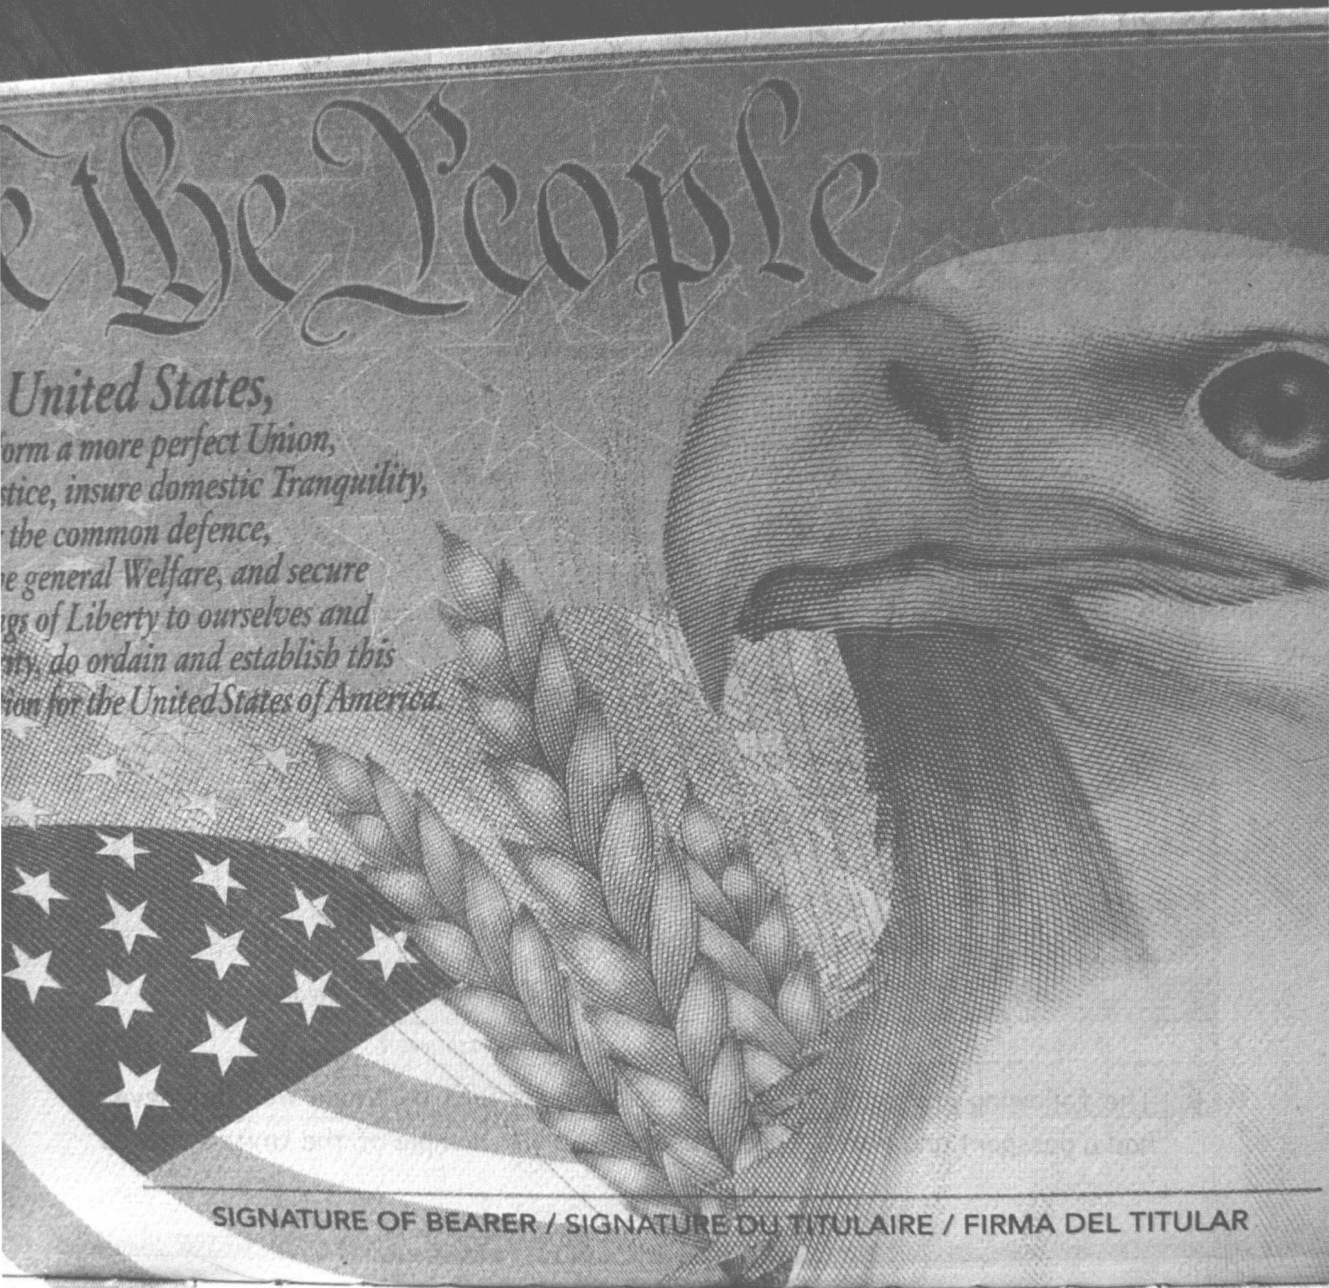 e the People
United States,
orm a more perfect Union,
stice, insure domestic Tranquility,
the common defence,
e general Welfare, and secure
gs of Liberty to ourselves and
ity, do ordain and establish this
ion for the United States of America.
SIGNATURE OF BEARER / SIGNATURE DU TITULAIRE / FIRMA DEL TITULAR